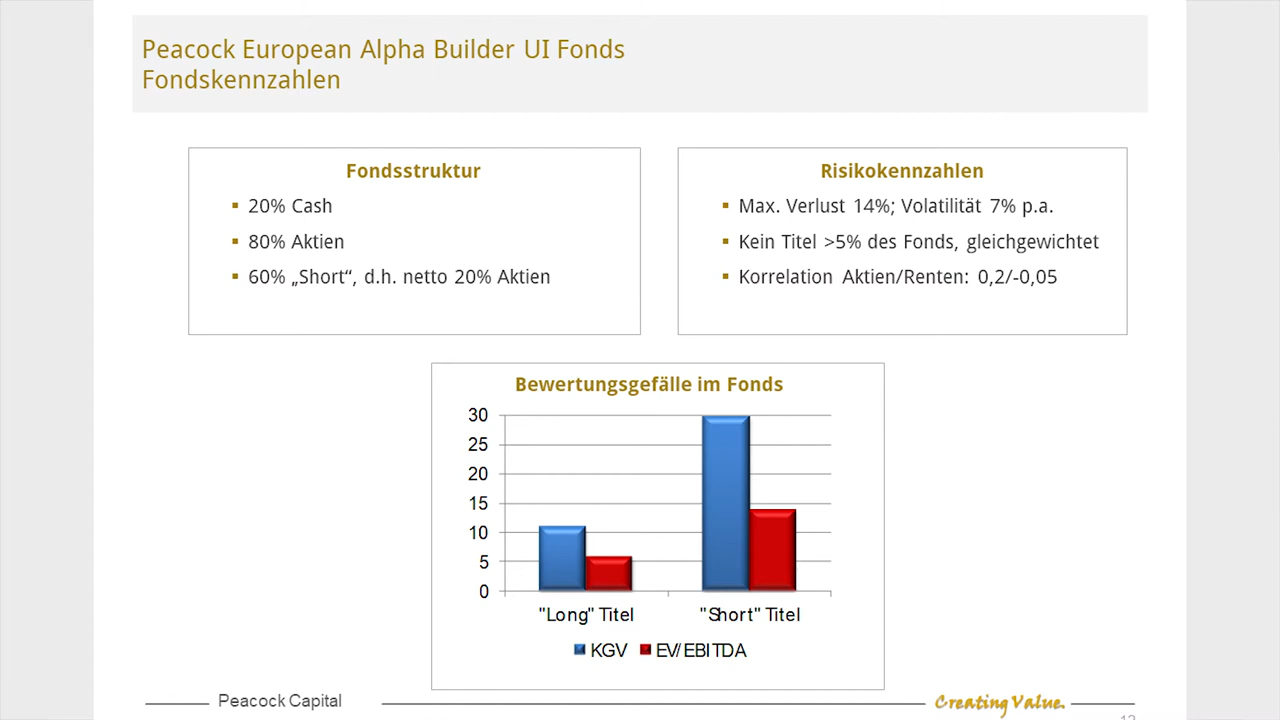 Peacock European Alpha Builder UI Fonds
Fondskennzahlen
Fondsstruktur
▪ 20% Cash
▪ 80% Aktien
▪ 60% „Short“, d.h. netto 20% Aktien
Risikokennzahlen
▪ Max. Verlust 14%; Volatilität 7% p.a.
▪ Kein Titel >5% des Fonds, gleichgewichtet
▪ Korrelation Aktien/Renten: 0,2/-0,05
Bewertungsgefälle im Fonds
30
25
20
15
10
5
0
"Long" Titel "Short" Titel
KGV EV/EBITDA
Peacock Capital
Creating Value.